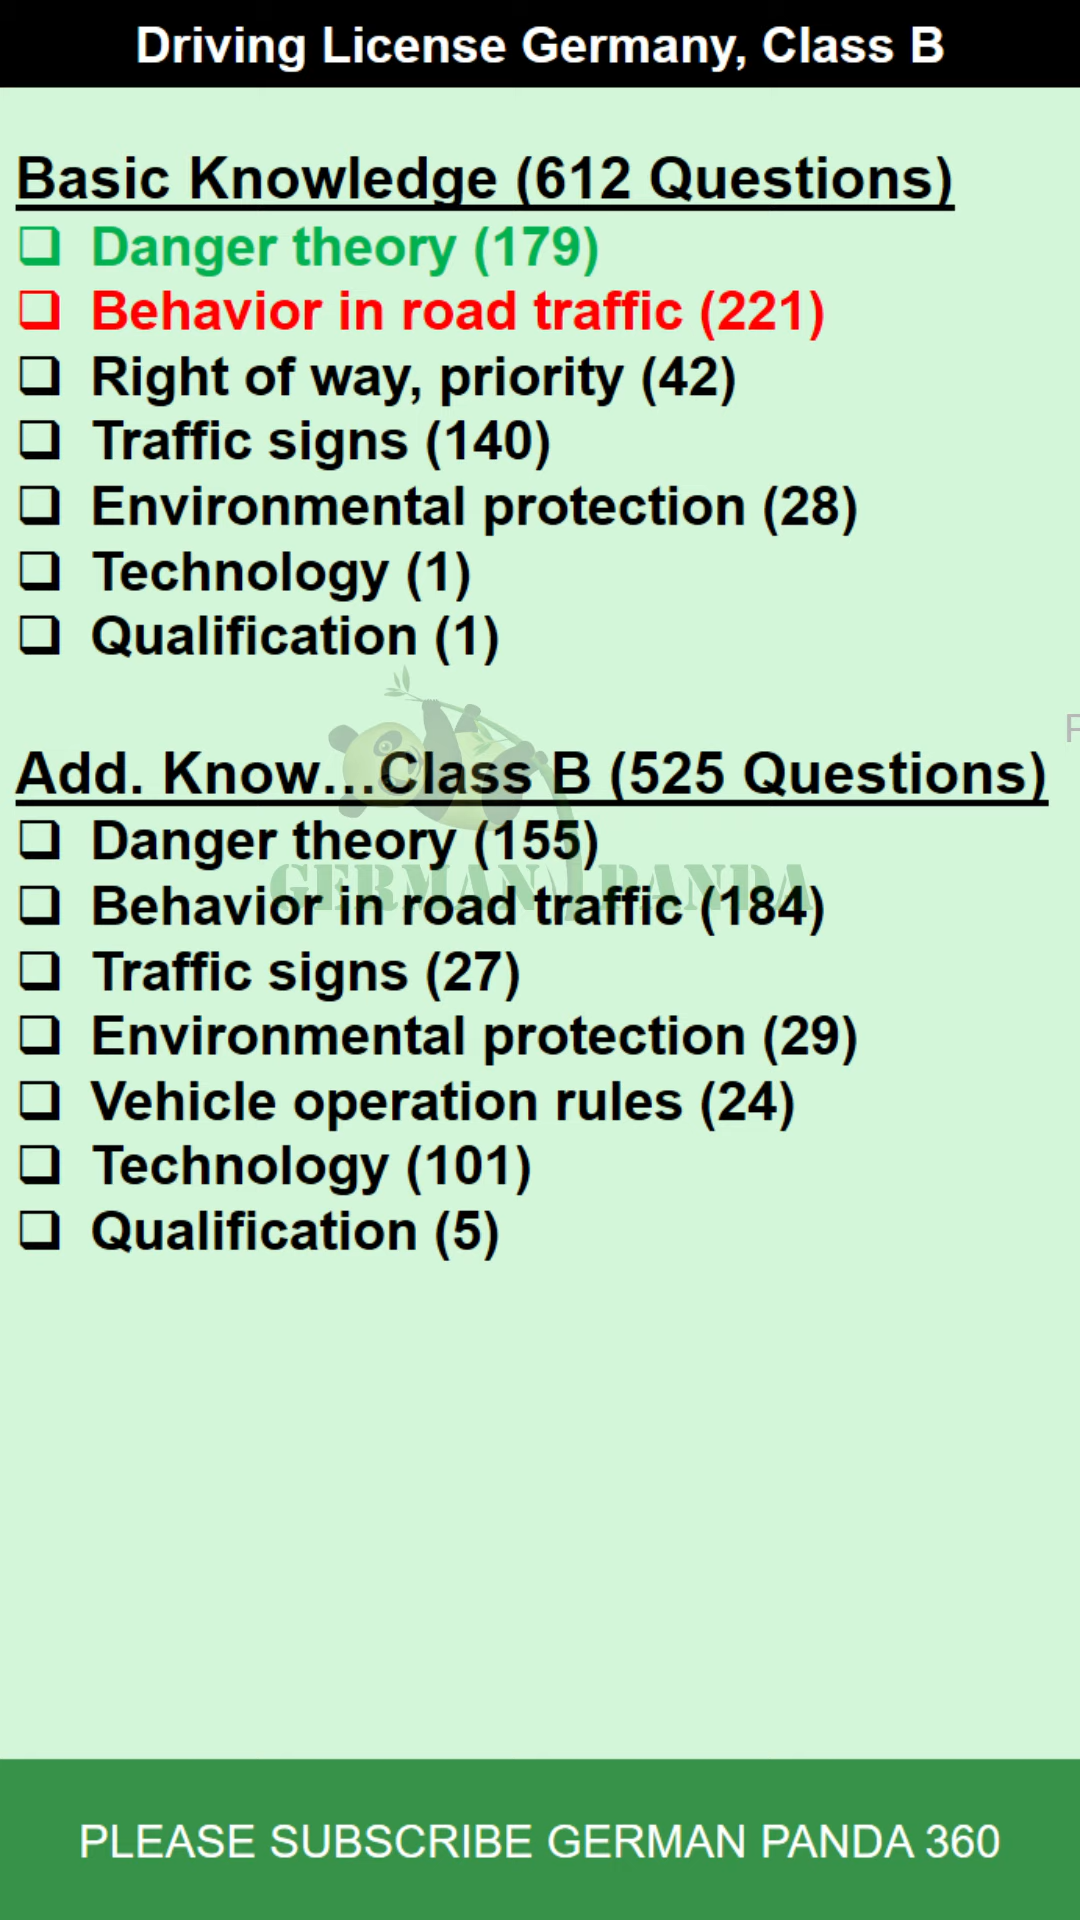 Driving License Germany, Class B
Basic Knowledge (612 Questions)
❑ Danger theory (179)
❑ Behavior in road traffic (221)
❑ Right of way, priority (42)
❑ Traffic signs (140)
❑ Environmental protection (28)
❑ Technology (1)
❑ Qualification (1)
Add. Know...Class B (525 Questions)
❑ Danger theory (155)
GERMAN PANDA
❑ Behavior in road traffic (184)
❑ Traffic signs (27)
❑ Environmental protection (29)
❑ Vehicle operation rules (24)
❑ Technology (101)
❑ Qualification (5)
PLEASE SUBSCRIBE GERMAN PANDA 360